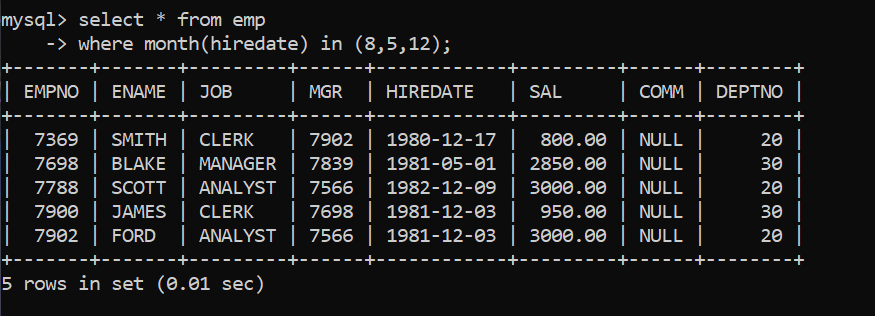 mysql> select * from emp
    -> where month(hiredate) in (8,5,12);
+-------+-------+---------+------+------------+---------+------+--------+
| EMPNO | ENAME | JOB     | MGR  | HIREDATE   | SAL     | COMM | DEPTNO |
+-------+-------+---------+------+------------+---------+------+--------+
|  7369 | SMITH | CLERK   | 7902 | 1980-12-17 |  800.00 | NULL |     20 |
|  7698 | BLAKE | MANAGER | 7839 | 1981-05-01 | 2850.00 | NULL |     30 |
|  7788 | SCOTT | ANALYST | 7566 | 1982-12-09 | 3000.00 | NULL |     20 |
|  7900 | JAMES | CLERK   | 7698 | 1981-12-03 |  950.00 | NULL |     30 |
|  7902 | FORD  | ANALYST | 7566 | 1981-12-03 | 3000.00 | NULL |     20 |
+-------+-------+---------+------+------------+---------+------+--------+
5 rows in set (0.01 sec)